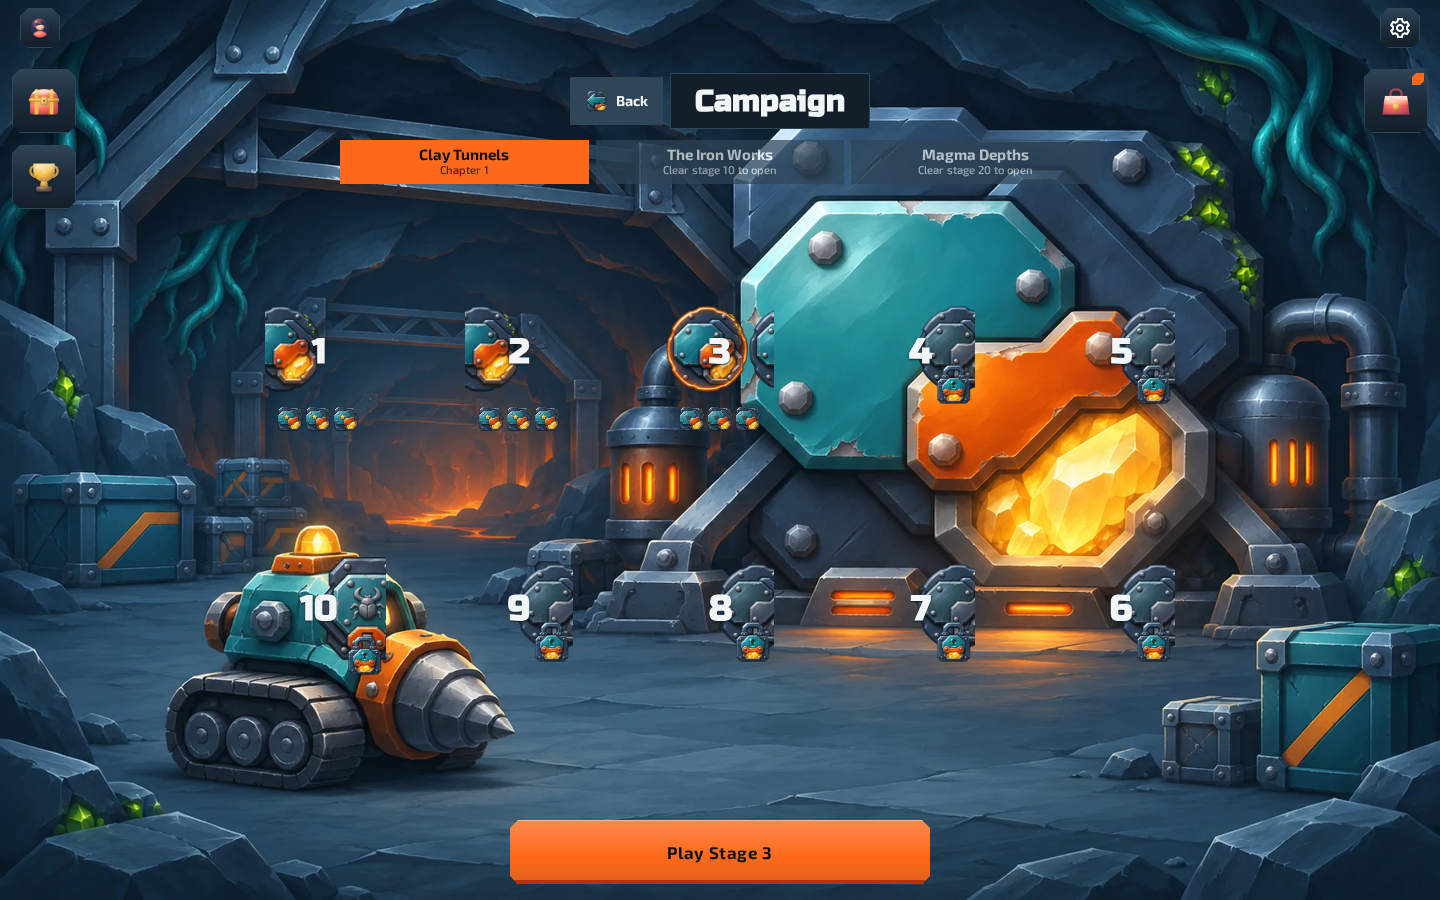 Back
Campaign
Clay Tunnels
Chapter 1
The Iron Works
Clear stage 10 to open
Magma Depths
Clear stage 20 to open
1
2
3
4
5
10
9
8
7
6
Play Stage 3